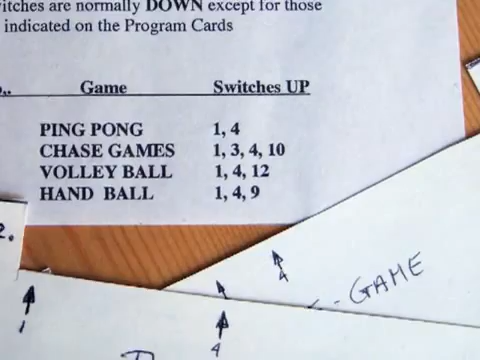 witches are normally DOWN except for those
indicated on the Program Cards
Game Switches UP
PING PONG 1, 4
CHASE GAMES 1, 3, 4, 10
VOLLEY BALL 1, 4, 12
HAND BALL 1, 4, 9
2.
4
GAME
1
4